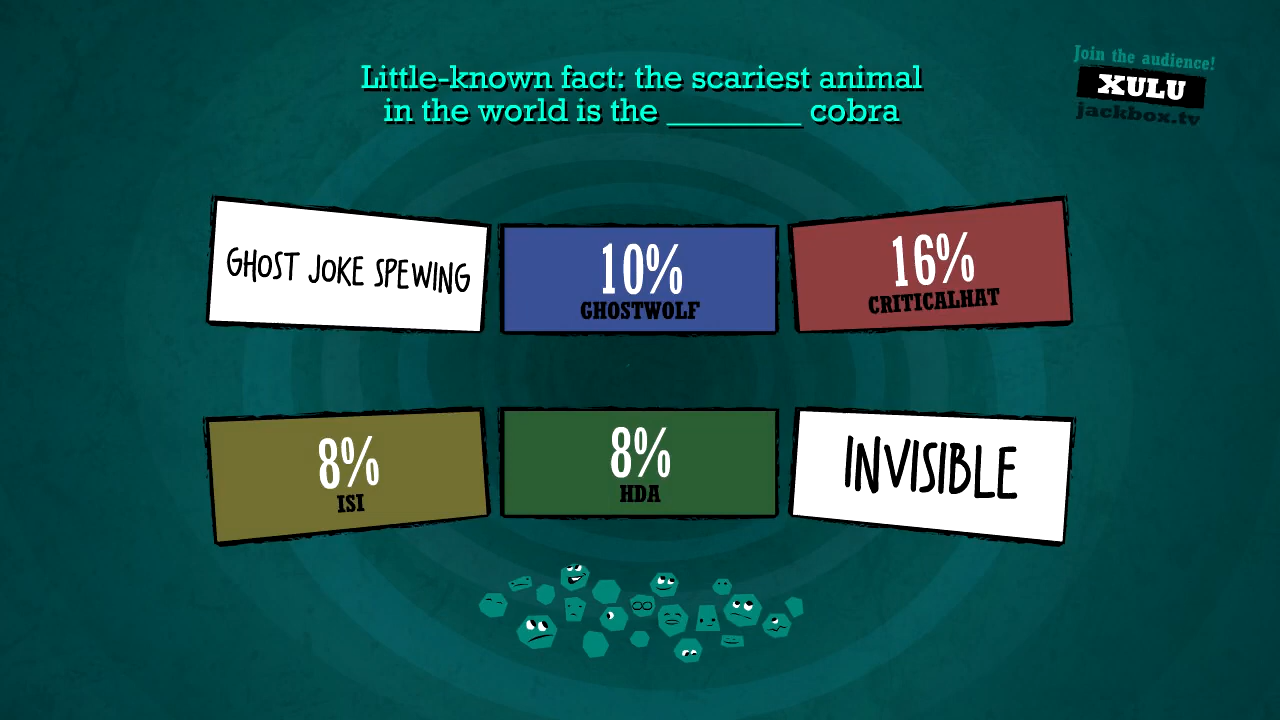 Little-known fact: the scariest animal
in the world is the ________ cobra
Join the audience!
XULU
jackbox.tv
GHOST JOKE SPEWING
10%
GHOSTWOLF
16%
CRITICALHAT
8%
ISI
8%
HDA
INVISIBLE